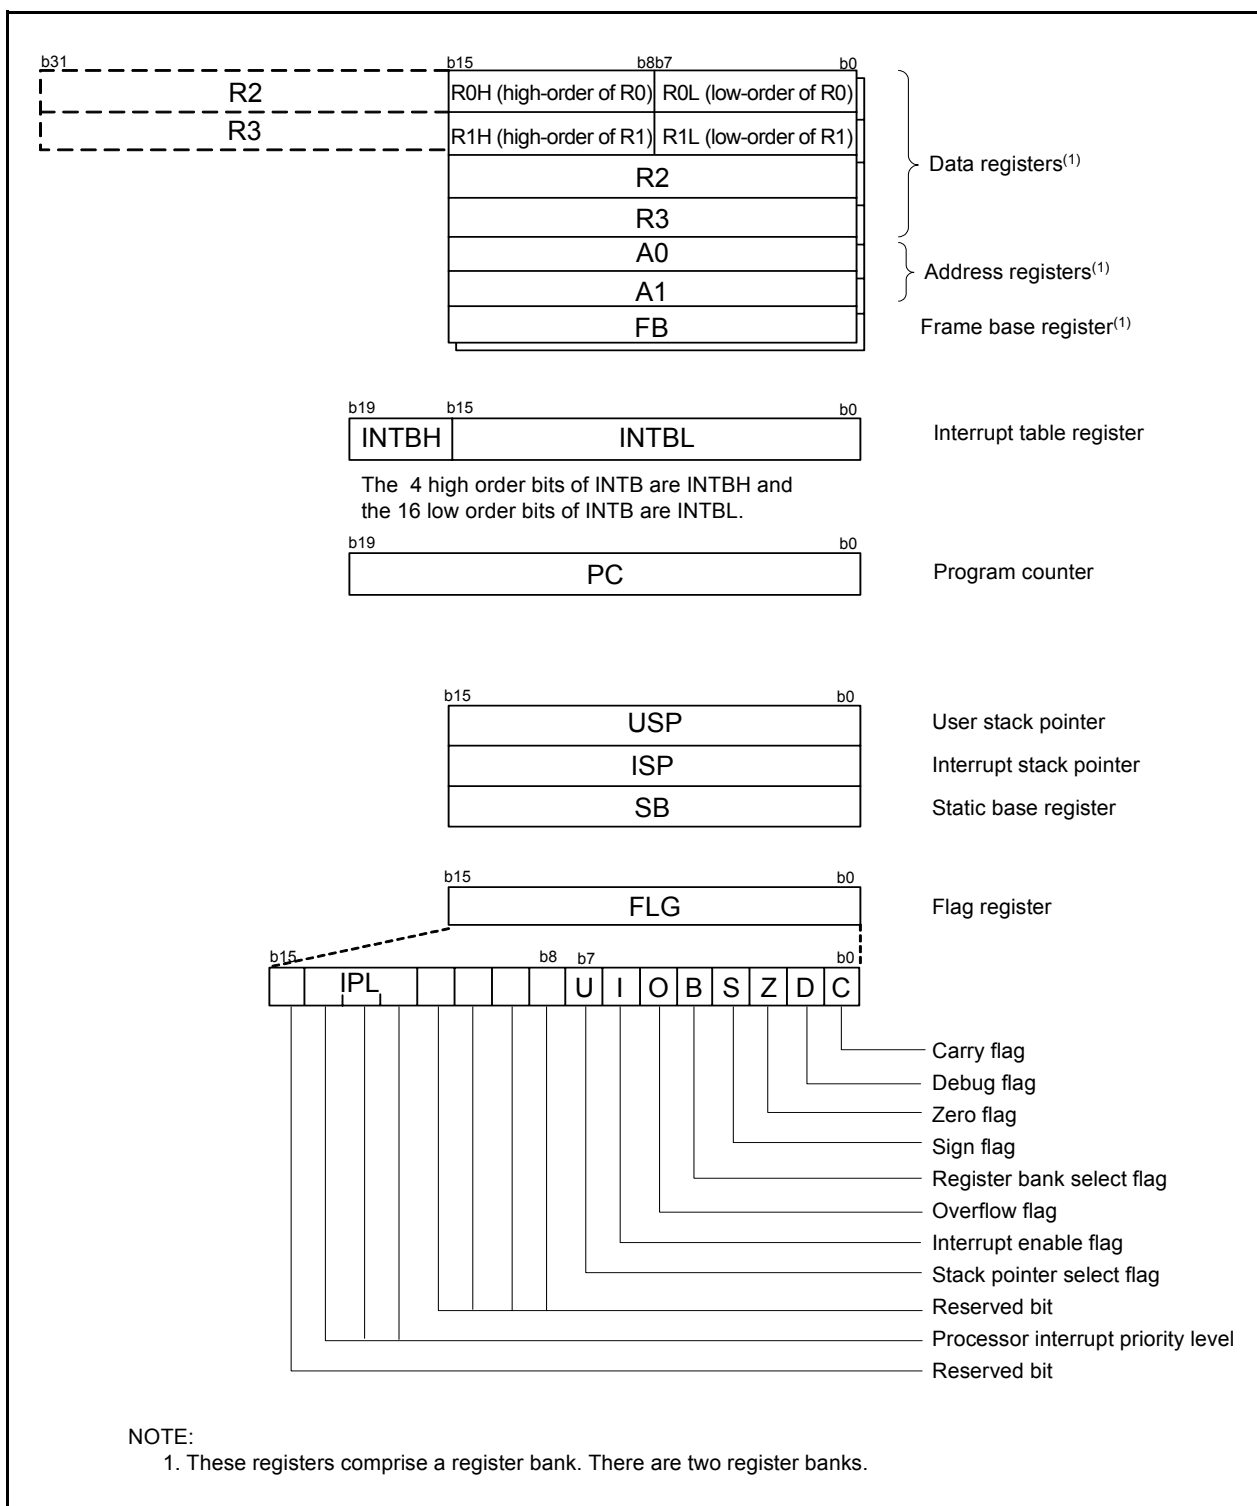 b31 b15 b8b7 b0
R2 R0H (high-order of R0) R0L (low-order of R0)
R3 R1H (high-order of R1) R1L (low-order of R1)
Data registers(1)
R2
R3
A0
Address registers(1)
A1
FB Frame base register(1)
b19 b15 b0
INTBH INTBL Interrupt table register
The 4 high order bits of INTB are INTBH and
the 16 low order bits of INTB are INTBL.
b19 b0
PC Program counter
b15 b0
USP User stack pointer
ISP Interrupt stack pointer
SB Static base register
b15 b0
FLG Flag register
b15 b8 b7 b0
IPL U I O B S Z D C
Carry flag
Debug flag
Zero flag
Sign flag
Register bank select flag
Overflow flag
Interrupt enable flag
Stack pointer select flag
Reserved bit
Processor interrupt priority level
Reserved bit
NOTE:
1. These registers comprise a register bank. There are two register banks.